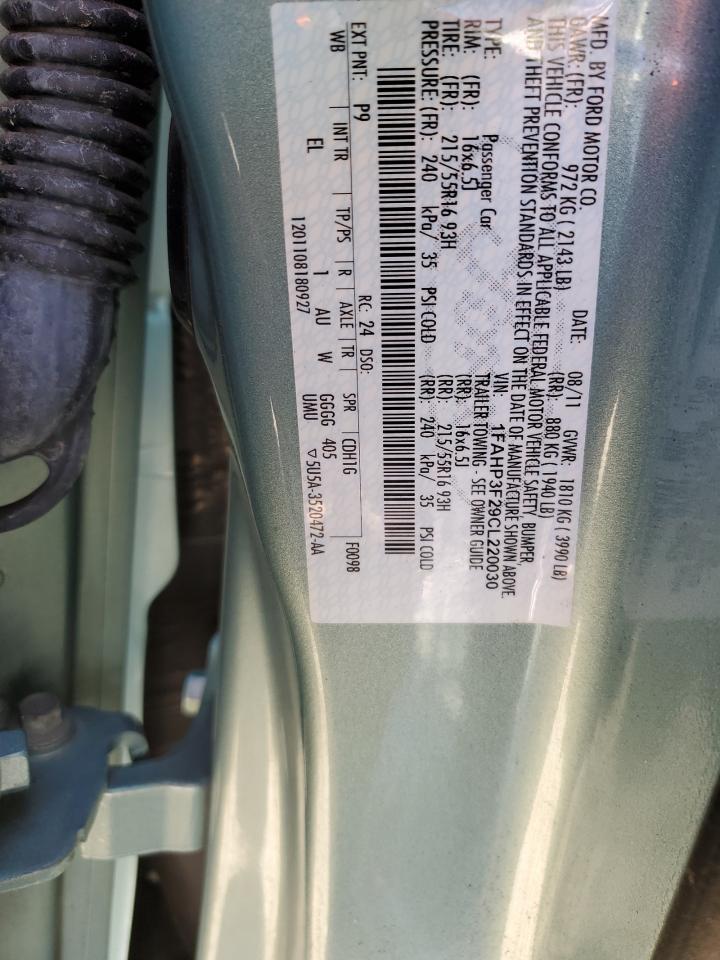 MFD. BY FORD MOTOR CO.
DATE: 08/11 GVWR: 1810 KG ( 3990 LB)
GAWR: (FR): 972 KG ( 2143 LB) (RR): 880 KG ( 1940 LB)
THIS VEHICLE CONFORMS TO ALL APPLICABLE FEDERAL MOTOR VEHICLE SAFETY, BUMPER,
AND THEFT PREVENTION STANDARDS IN EFFECT ON THE DATE OF MANUFACTURE SHOWN ABOVE.
VIN: 1FAHP3F29CL220030
TYPE: Passenger Car TRAILER TOWING - SEE OWNER GUIDE
RIM: (FR): 16x6.5J (RR): 16x6.5J
TIRE: (FR): 215/55R16 93H (RR): 215/55R16 93H
PRESSURE: (FR): 240 kPa/ 35 PSI COLD (RR): 240 kPa/ 35 PSI COLD
EXT PNT: P9 RC: 24 DSO: F0098
WB INT TR TP/PS R AXLE TR SPR CDH1G
EL 1 AU W GGGG 405
UMU ▽5U5A-3520472-AA
1201108180927